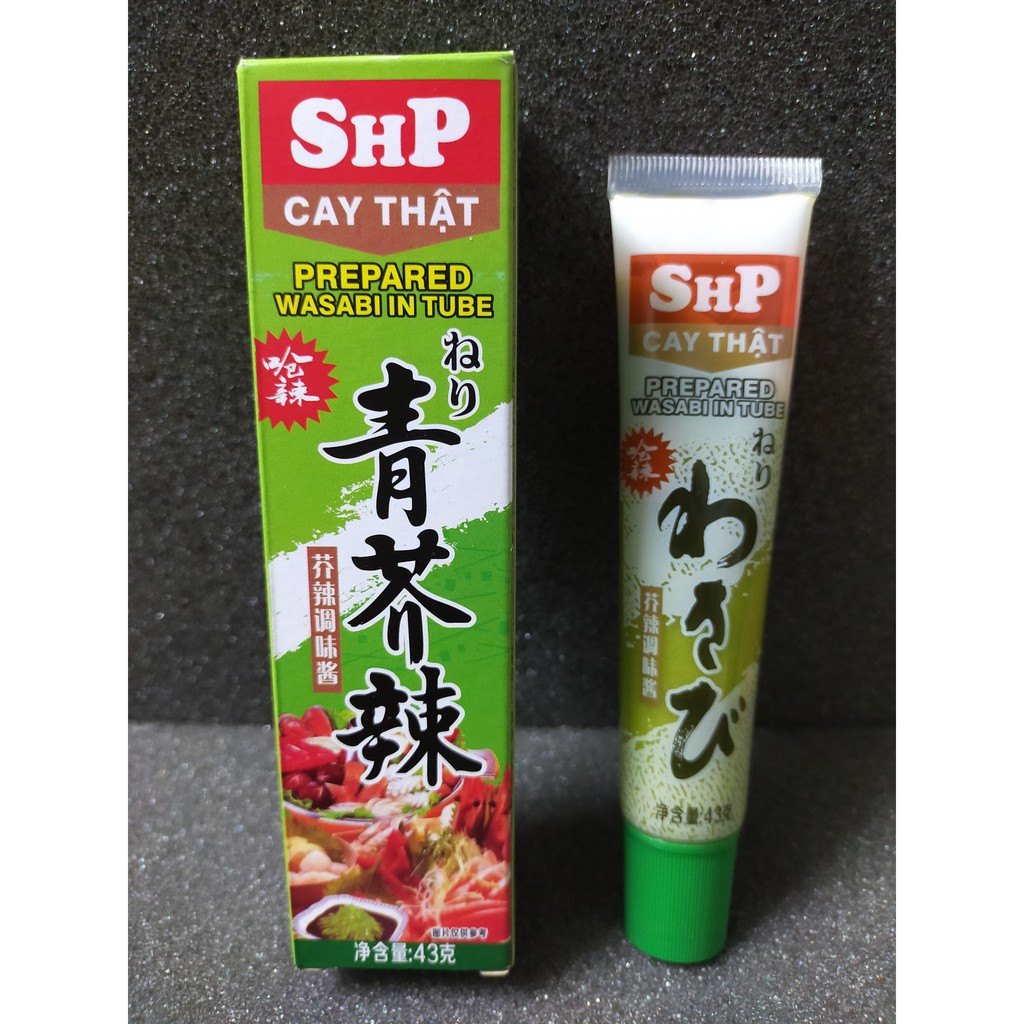 SHP
CAY THẬT
PREPARED
WASABI IN TUBE
ねり
呛辣
青芥辣
芥辣调味酱
图片仅供参考
净含量:43克
SHP
CAY THẬT
PREPARED
WASABI IN TUBE
ねり
呛辣
わさび
芥辣调味酱
净含量:43克